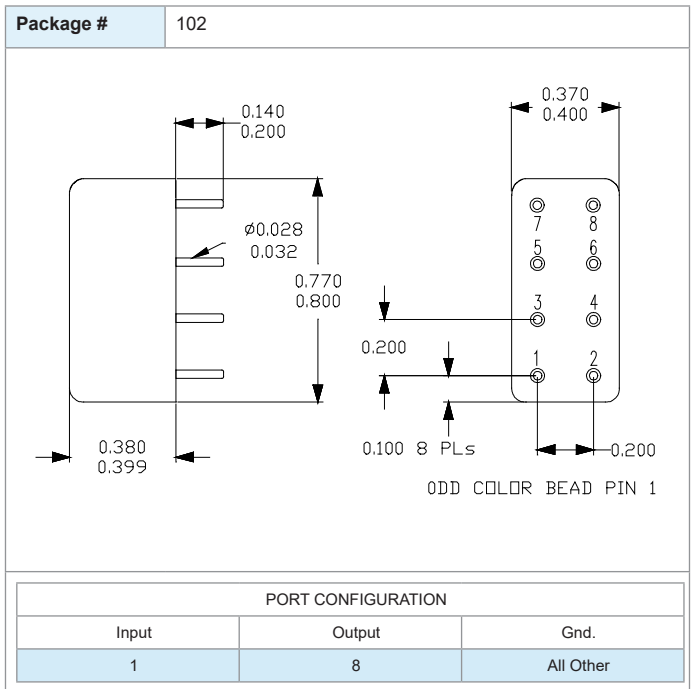 Package # 102
0.140
0.200
0.370
0.400
Ø0.028
0.032
0.770
0.800
7 8
5 6
3 4
1 2
0.200
0.380
0.399
0.100 8 PLs
0.200
ODD COLOR BEAD PIN 1
PORT CONFIGURATION
Input Output Gnd.
1 8 All Other